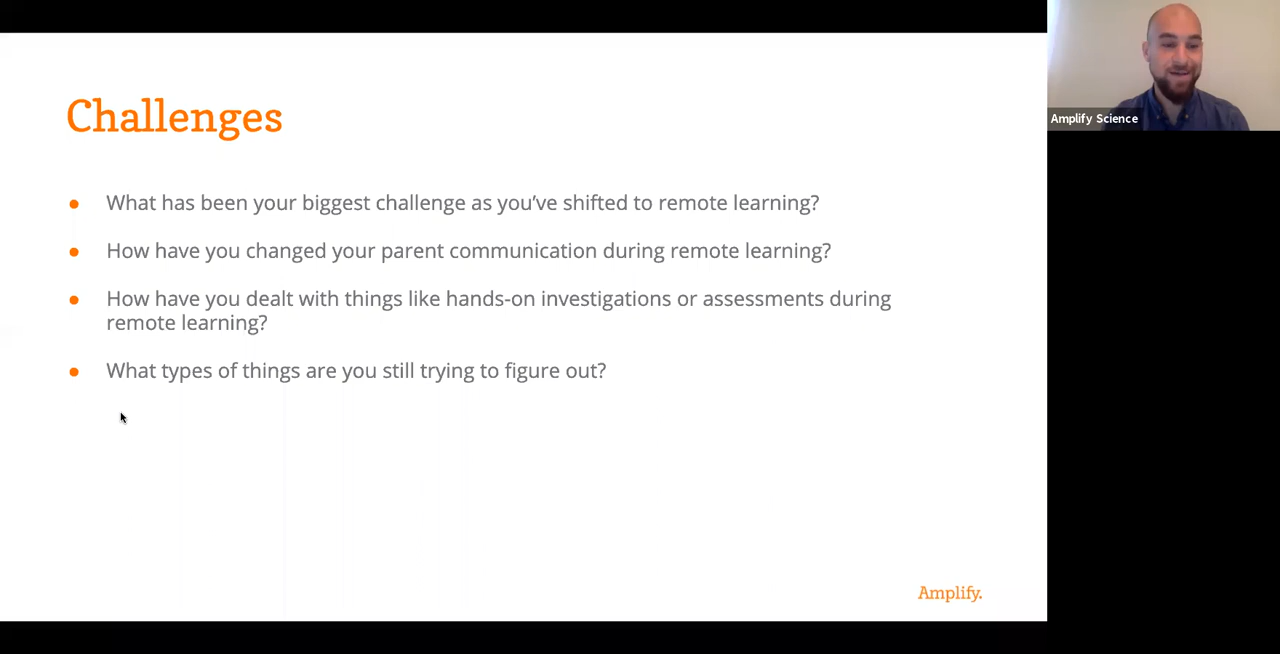 Challenges
Amplify Science
● What has been your biggest challenge as you’ve shifted to remote learning?
● How have you changed your parent communication during remote learning?
● How have you dealt with things like hands-on investigations or assessments during
remote learning?
● What types of things are you still trying to figure out?
Amplify.